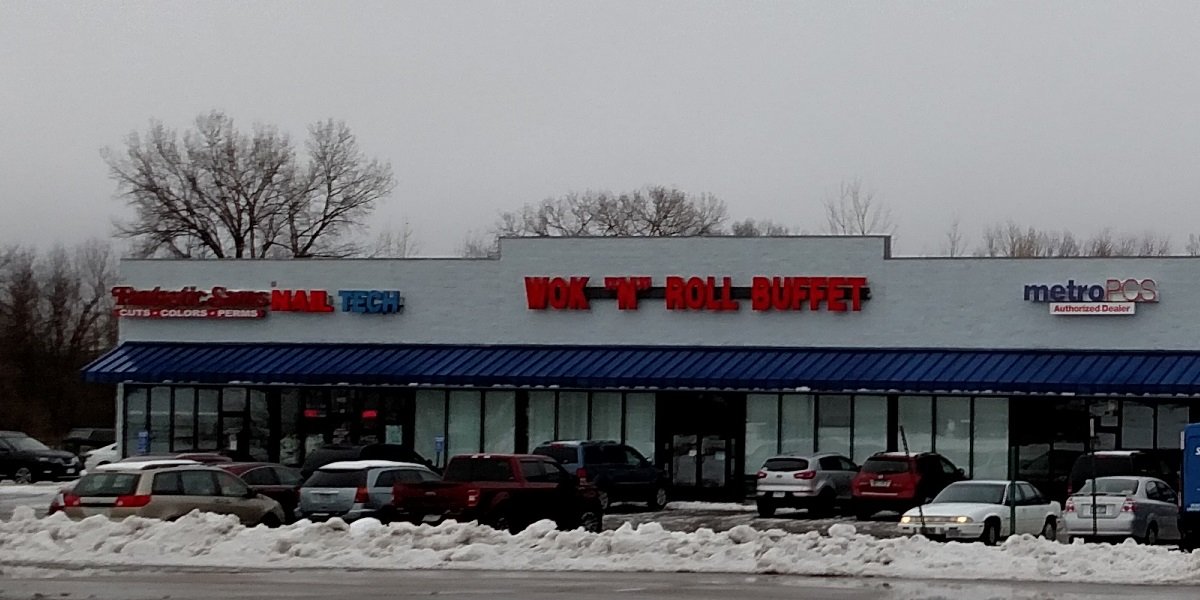 Fantastic Sams
CUTS • COLORS • PERMS
NAIL TECH
WOK "N" ROLL BUFFET
metroPCS
Authorized Dealer